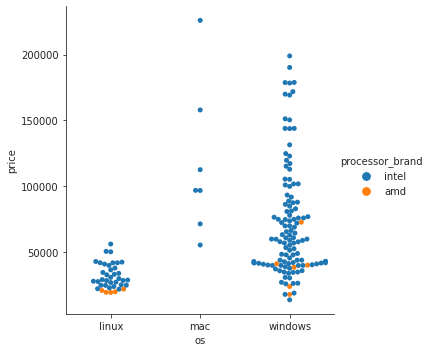 200000
150000
100000
50000
price
linux
mac
windows
os
processor_brand
intel
amd